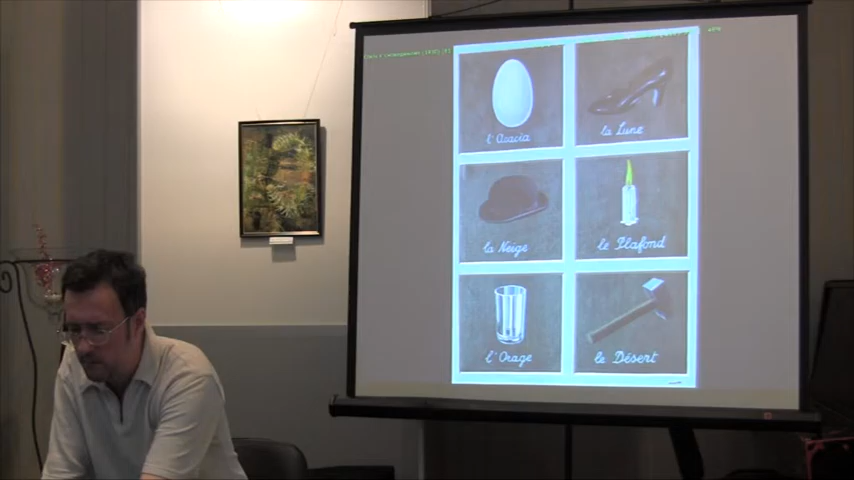 l'Acacia
la Lune
la Neige
le Plafond
l'Orage
le Désert